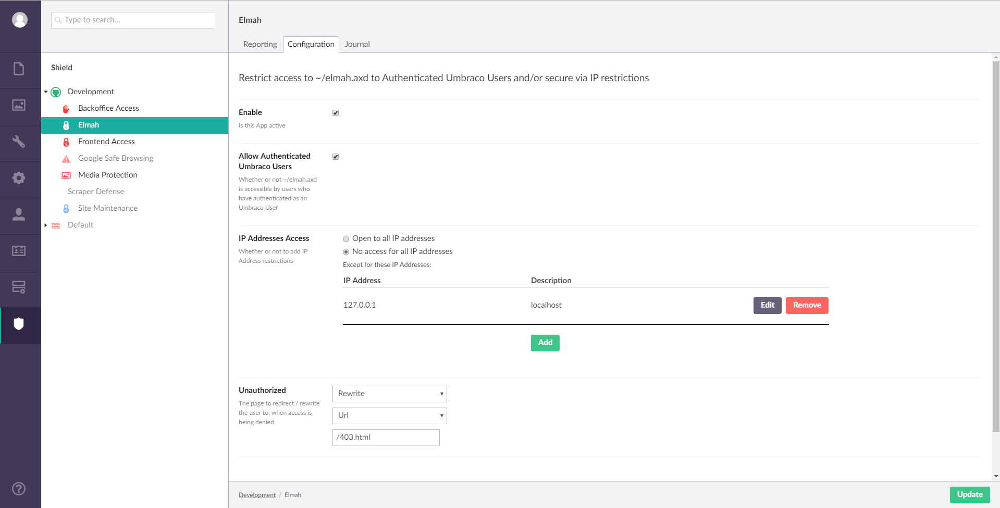 Type to search...
Shield
Development
Backoffice Access
Elmah
Frontend Access
Google Safe Browsing
Media Protection
Scraper Defense
Site Maintenance
Default
Elmah
Reporting Configuration Journal
Restrict access to ~/elmah.axd to Authenticated Umbraco Users and/or secure via IP restrictions
Enable
Is this App active
Allow Authenticated
Umbraco Users
Whether or not ~/elmah.axd
is accessible by users who
have authenticated as an
Umbraco User
IP Addresses Access
Whether or not to add IP
Address restrictions
Open to all IP addresses
No access for all IP addresses
Except for these IP Addresses:
IP Address Description
127.0.0.1 localhost Edit Remove
Add
Unauthorized
The page to redirect / rewrite
the user to, when access is
being denied
Rewrite
Url
/403.html
Development / Elmah
Update